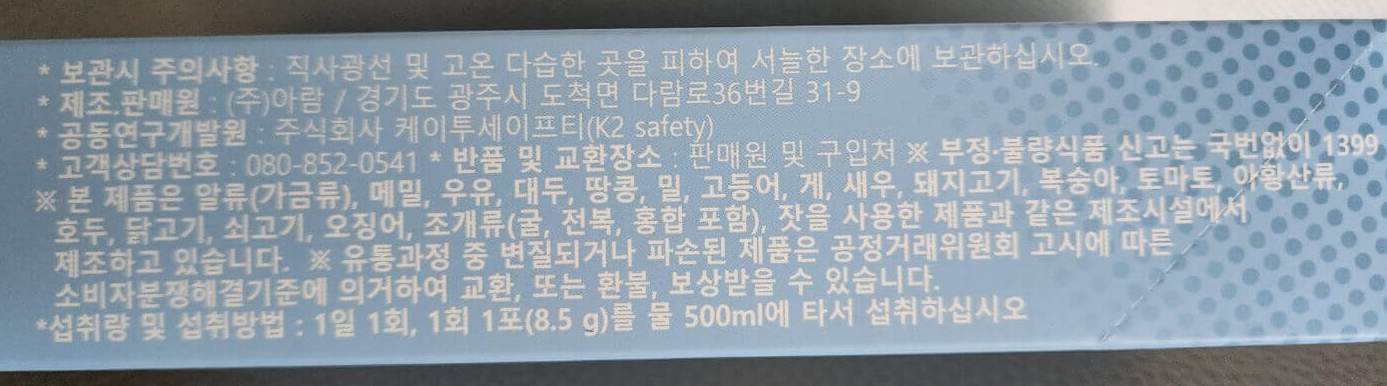 * 보관시 주의사항 : 직사광선 및 고온 다습한 곳을 피하여 서늘한 장소에 보관하십시오.
* 제조.판매원 : (주)아람 / 경기도 광주시 도척면 다람로36번길 31-9
* 공동연구개발원 : 주식회사 케이투세이프티(K2 safety)
* 고객상담번호 : 080-852-0541 * 반품 및 교환장소 : 판매원 및 구입처 ※ 부정·불량식품 신고는 국번없이 1399
※ 본 제품은 알류(가금류), 메밀, 우유, 대두, 땅콩, 밀, 고등어, 게, 새우, 돼지고기, 복숭아, 토마토, 아황산류,
호두, 닭고기, 쇠고기, 오징어, 조개류(굴, 전복, 홍합 포함), 잣을 사용한 제품과 같은 제조시설에서
제조하고 있습니다. ※ 유통과정 중 변질되거나 파손된 제품은 공정거래위원회 고시에 따른
소비자분쟁해결기준에 의거하여 교환, 또는 환불, 보상받을 수 있습니다.
*섭취량 및 섭취방법 : 1일 1회, 1회 1포(8.5 g)를 물 500ml에 타서 섭취하십시오